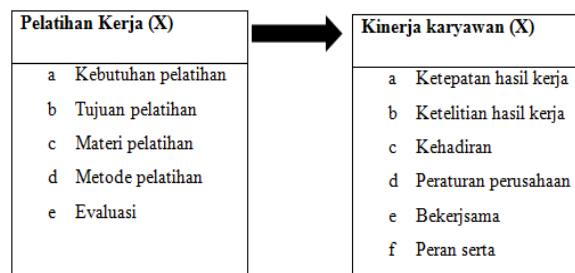 Pelatihan Kerja (X)
a Kebutuhan pelatihan
b Tujuan pelatihan
c Materi pelatihan
d Metode pelatihan
e Evaluasi
Kinerja karyawan (X)
a Ketepatan hasil kerja
b Ketelitian hasil kerja
c Kehadiran
d Peraturan perusahaan
e Bekerjsama
f Peran serta